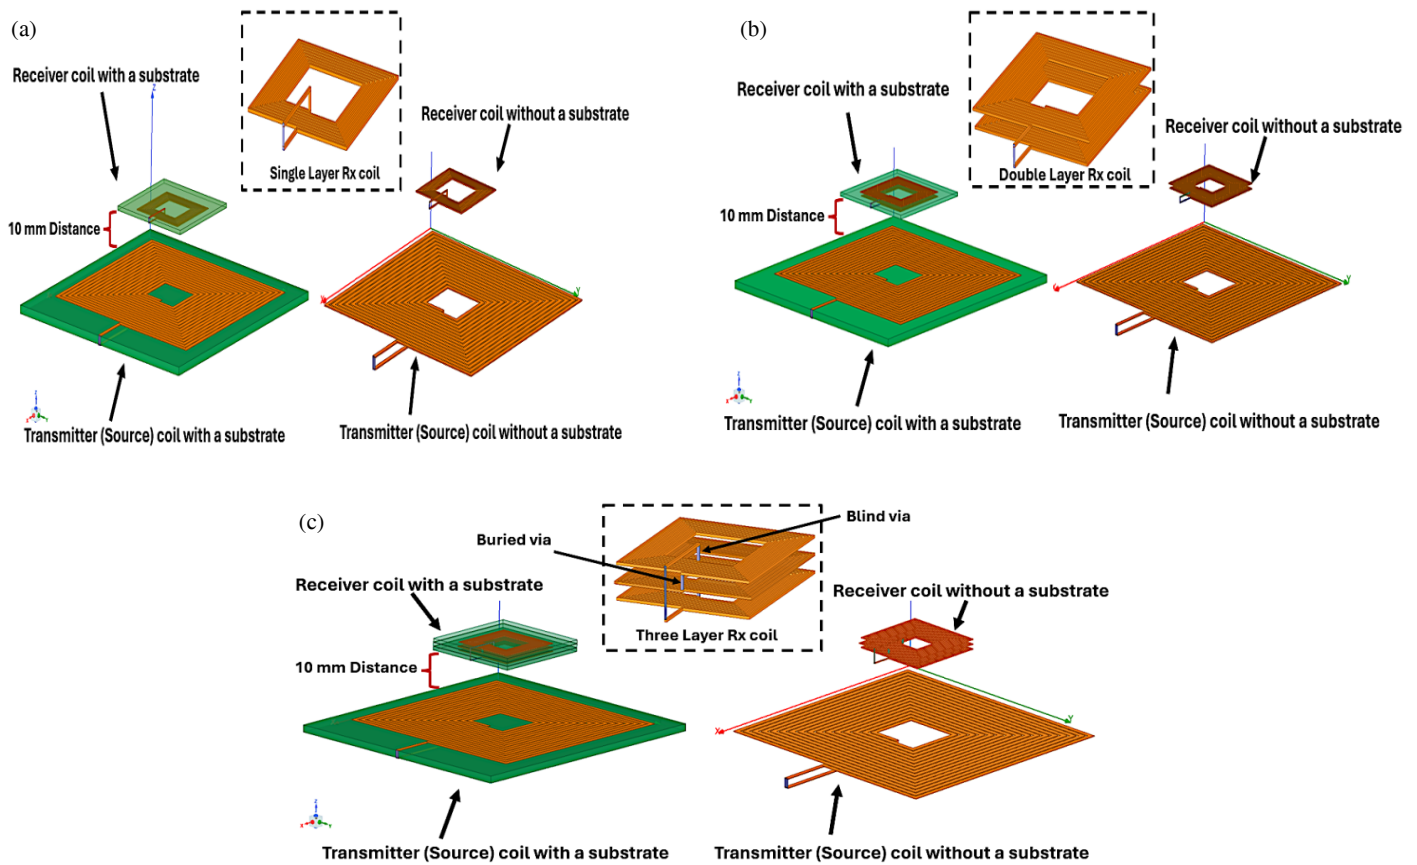 (a)
Receiver coil with a substrate
Receiver coil without a substrate
Single Layer Rx coil
10 mm Distance
Z
X
Y
Transmitter (Source) coil with a substrate
Transmitter (Source) coil without a substrate
(b)
Receiver coil with a substrate
Receiver coil without a substrate
Double Layer Rx coil
10 mm Distance
Y
Transmitter (Source) coil with a substrate
Transmitter (Source) coil without a substrate
(c)
Blind via
Buried via
Receiver coil with a substrate
Receiver coil without a substrate
Three Layer Rx coil
10 mm Distance
X
Y
Z
X
Y
Transmitter (Source) coil with a substrate
Transmitter (Source) coil without a substrate